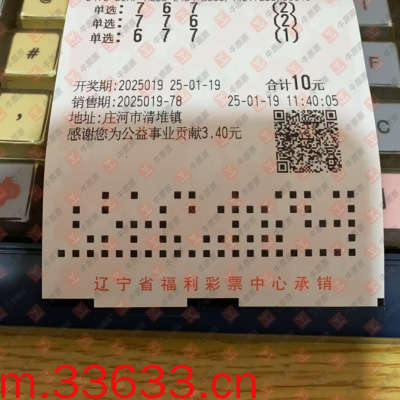 单选: 7 6 7 (2)
单选: 7 7 6 (2)
单选: 6 7 7 (1)
开奖期:2025019 25-01-19 合计10元
销售期:2025019-78 25-01-19 11:40:05
地址:庄河市清堆镇
感谢您为公益事业贡献3.40元
辽宁省福利彩票中心承销
m.33633.cn